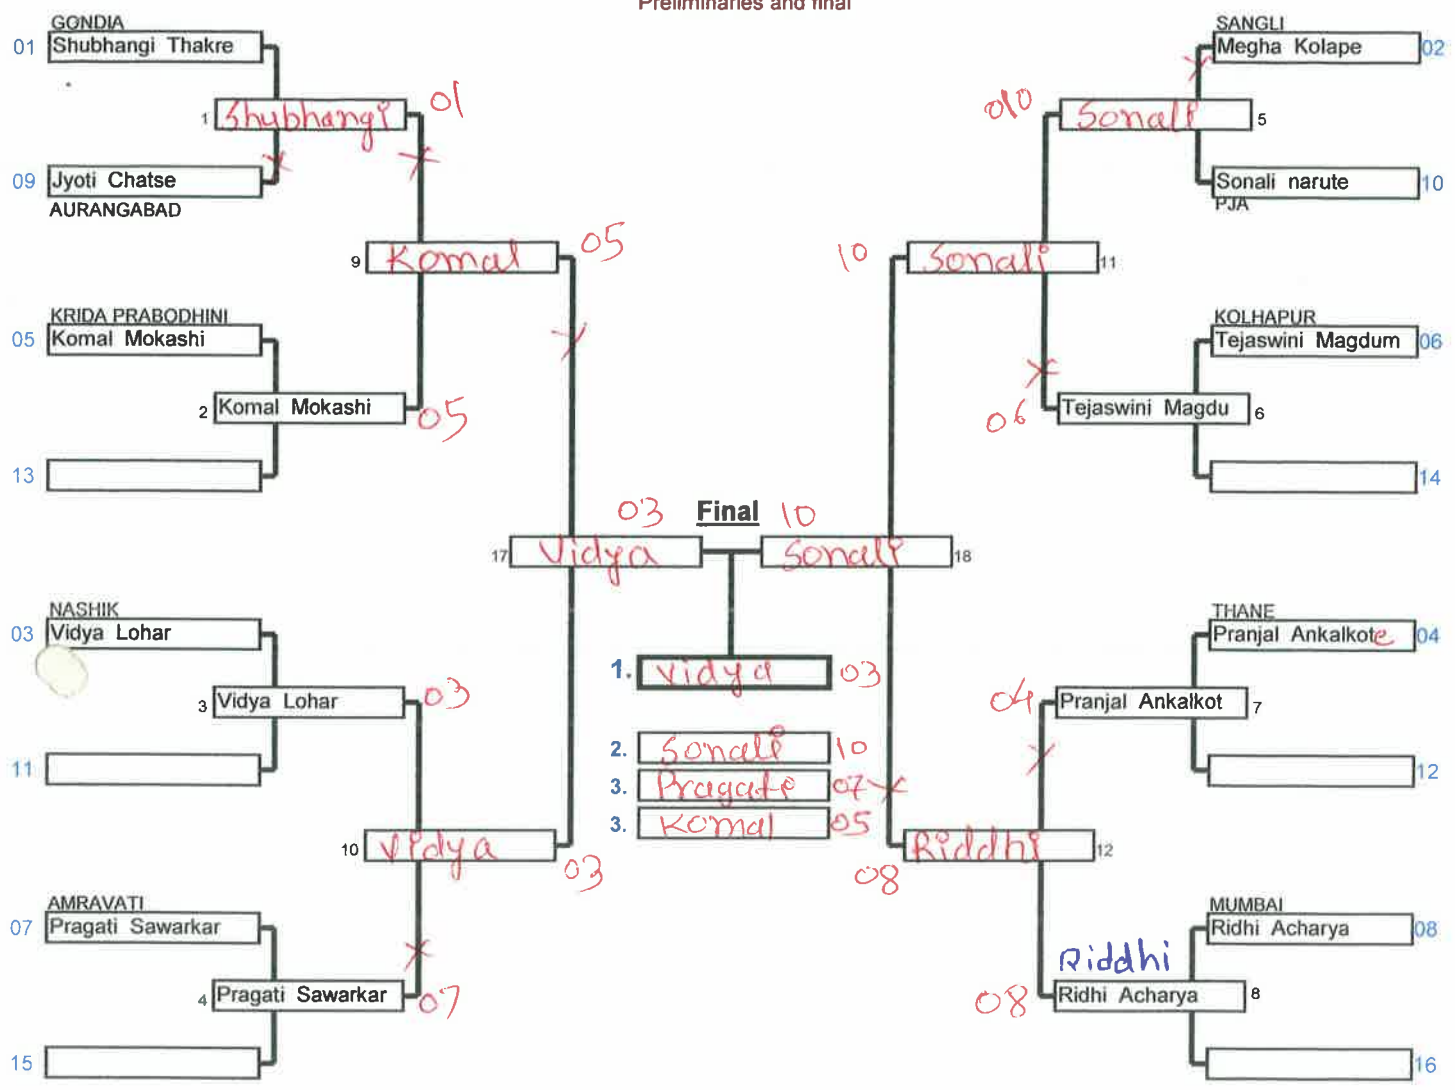 Preliminaries and final
GONDIA
01 Shubhangi Thakre
1 Shubhangi 01
09 Jyoti Chatse
AURANGABAD
9 Komal 05
KRIDA PRABODHINI
05 Komal Mokashi
2 Komal Mokashi 05
13
17 Vidya 03
NASHIK
03 Vidya Lohar
3 Vidya Lohar 03
11
10 Vidya 03
AMRAVATI
07 Pragati Sawarkar
4 Pragati Sawarkar 07
15
Final
1. Vidya 03
2. Sonali 10
3. Pragati 07
3. Komal 05
SANGLI
Megha Kolape 02
010 Sonali 5
Sonali narute 10
PJA
10 Sonali 11
KOLHAPUR
Tejaswini Magdum 06
06 Tejaswini Magdu 6
14
10 Sonali 18
THANE
Pranjal Ankalkote 04
04 Pranjal Ankalkot 7
12
08 Riddhi 12
MUMBAI
Ridhi Acharya 08
Riddhi
08 Ridhi Acharya 8
16